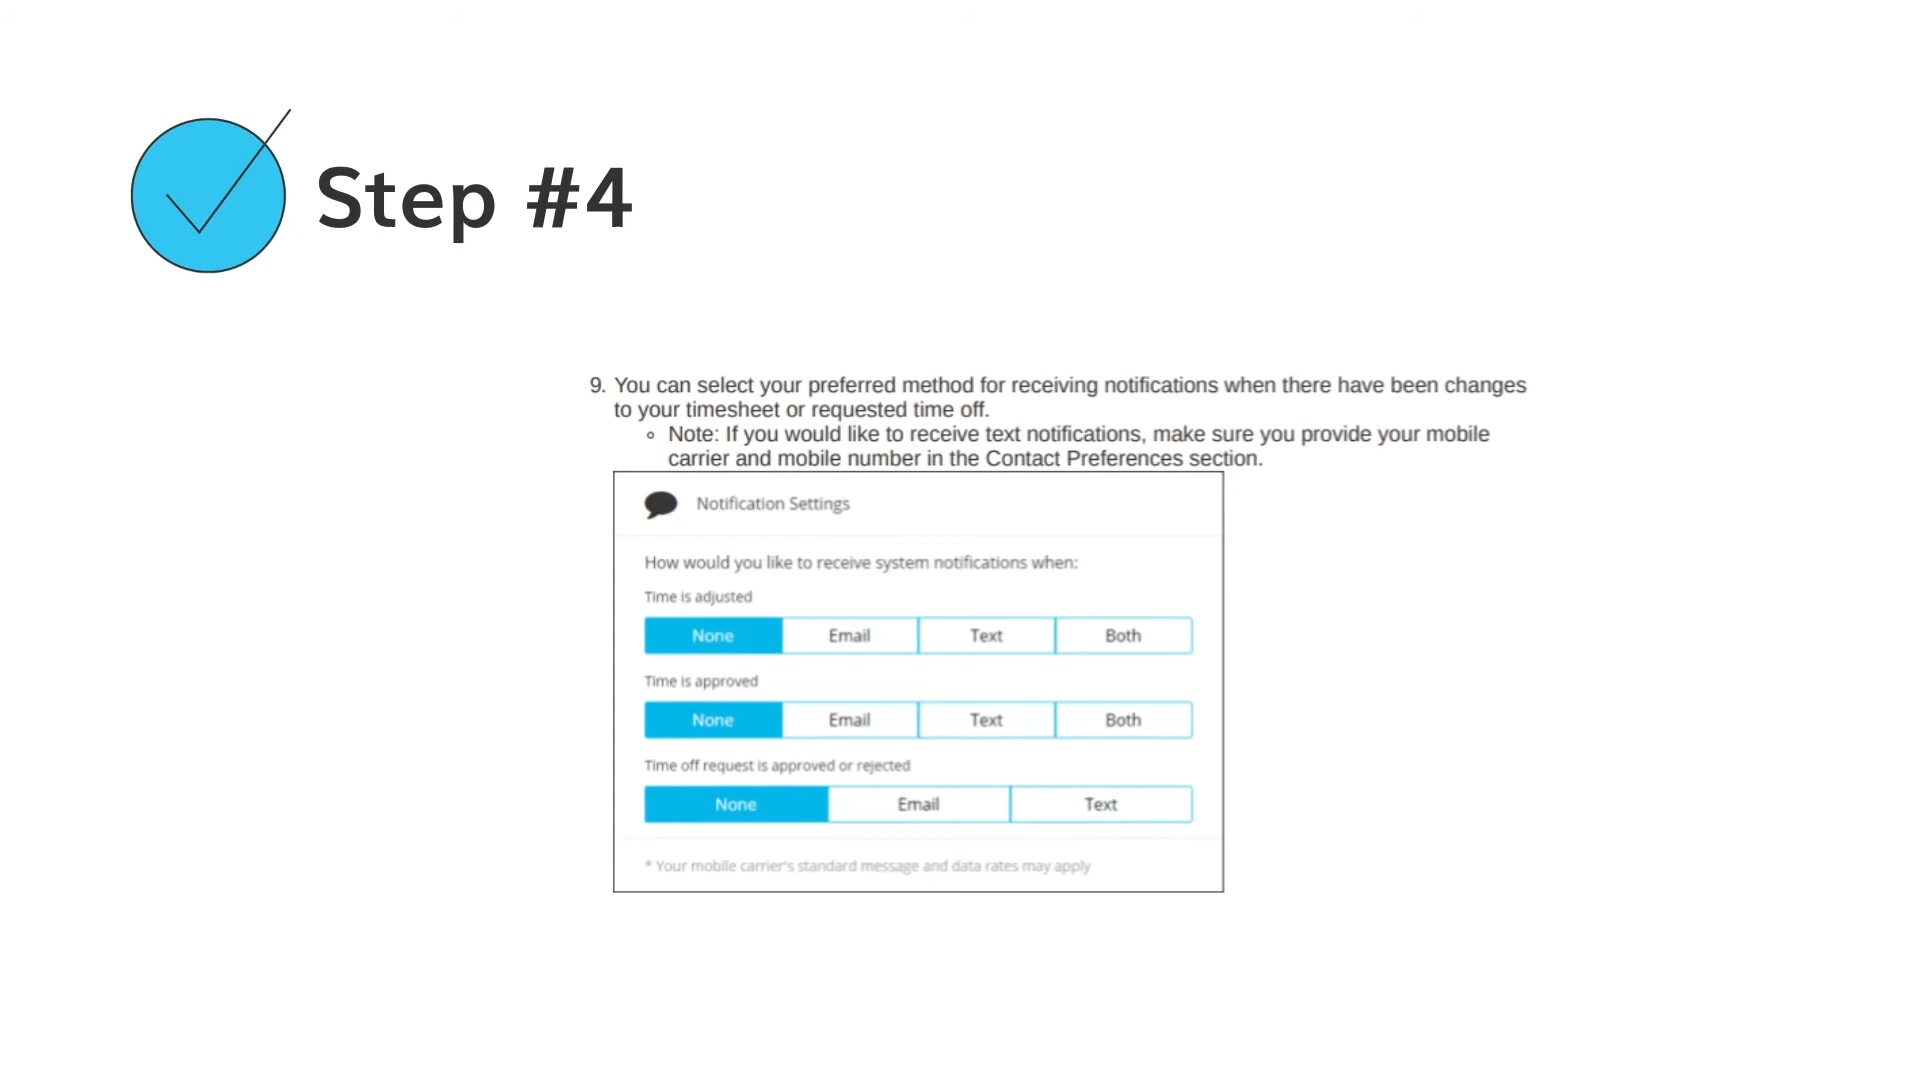 Step #4
9. You can select your preferred method for receiving notifications when there have been changes
to your timesheet or requested time off.
Note: If you would like to receive text notifications, make sure you provide your mobile
carrier and mobile number in the Contact Preferences section.
Notification Settings
How would you like to receive system notifications when:
Time is adjusted
None Email Text Both
Time is approved
None Email Text Both
Time off request is approved or rejected
None Email Text
* Your mobile carrier's standard message and data rates may apply